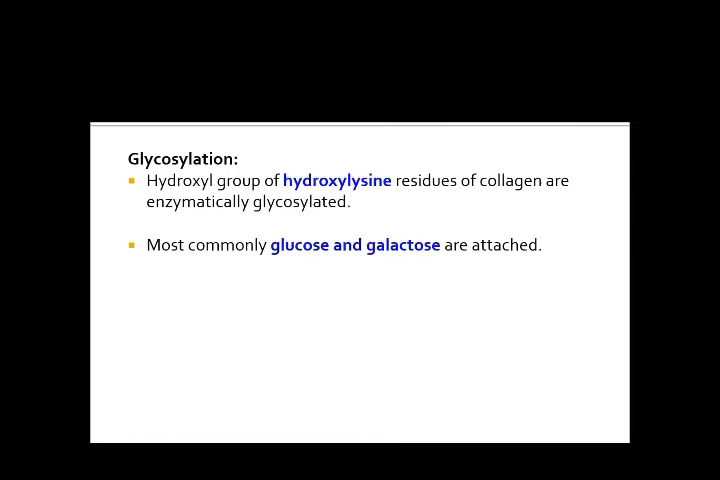 Glycosylation:
Hydroxyl group of hydroxylysine residues of collagen are
enzymatically glycosylated.
Most commonly glucose and galactose are attached.